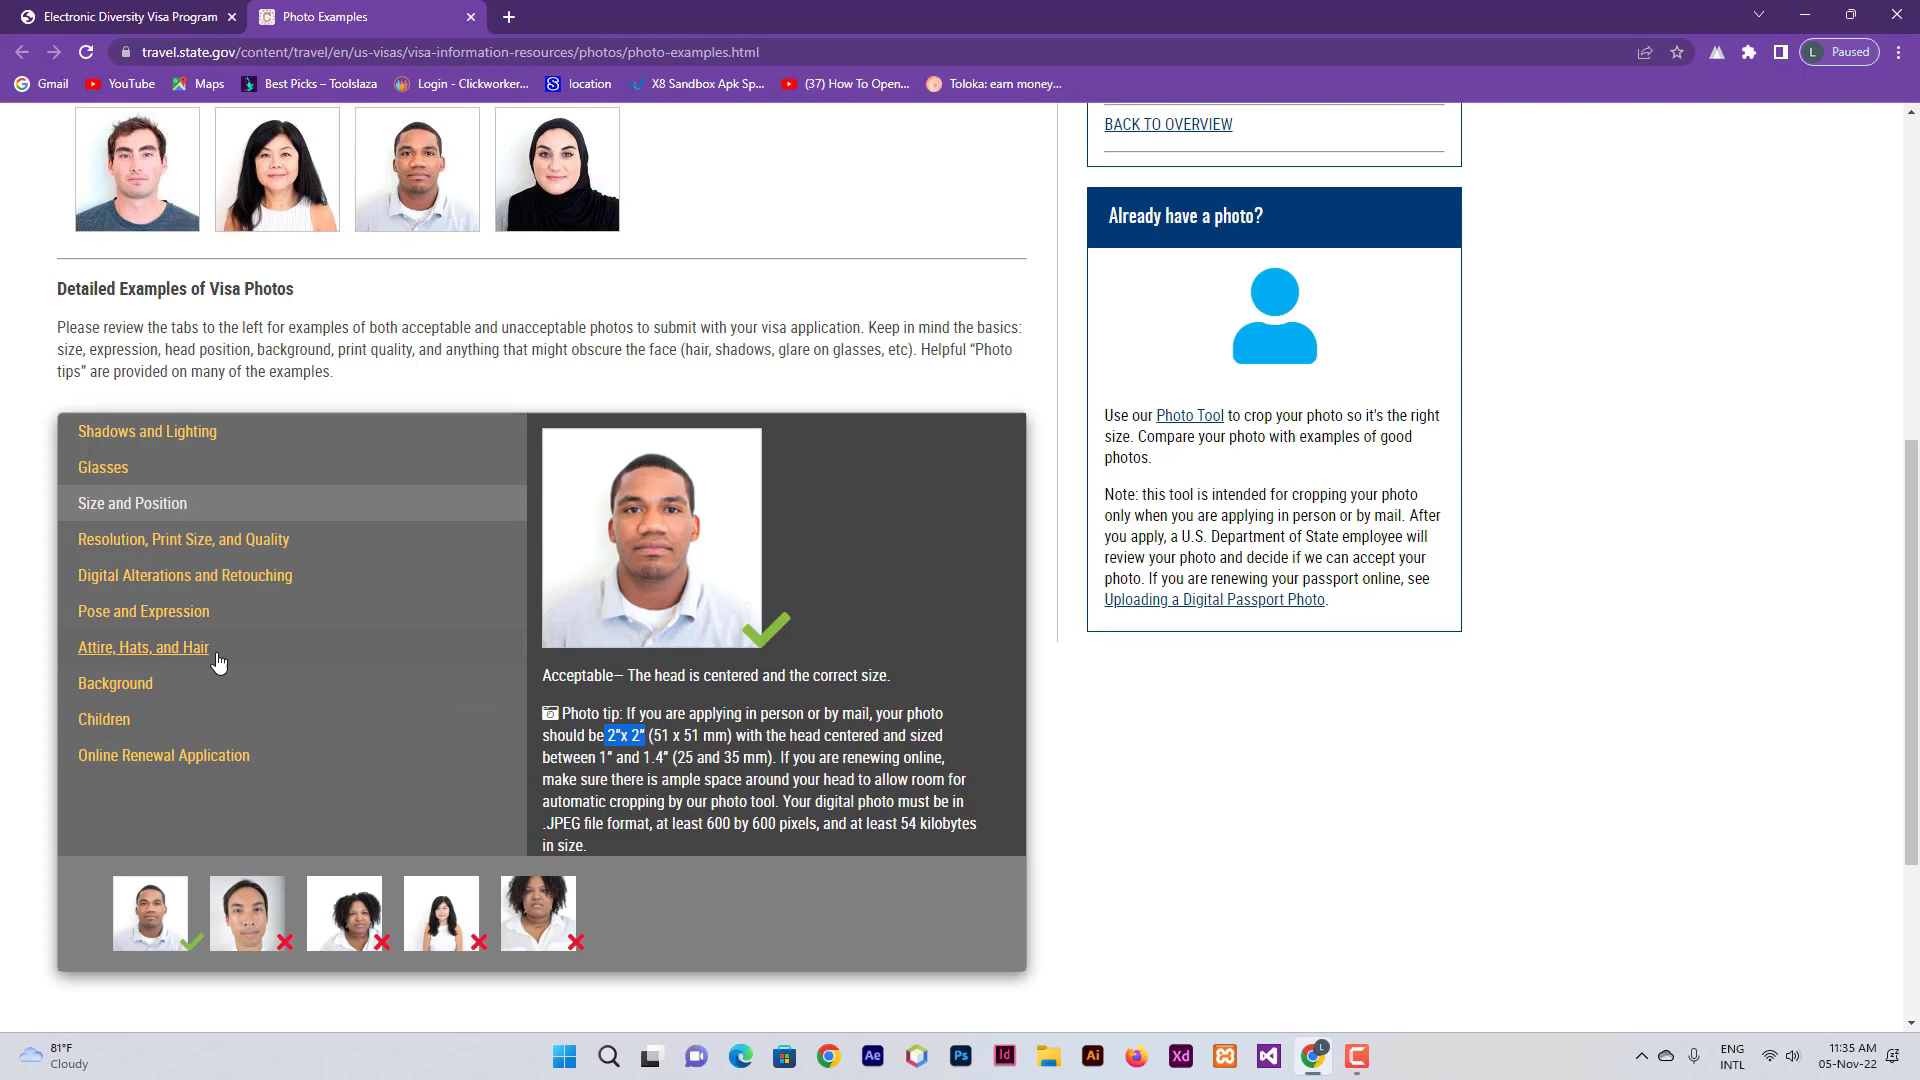 Electronic Diversity Visa Program
Photo Examples
travel.state.gov/content/travel/en/us-visas/visa-information-resources/photos/photo-examples.html
L Paused
Gmail YouTube Maps Best Picks – Toolslaza Login - Clickworker... location X8 Sandbox Apk Sp... (37) How To Open... Toloka: earn money...
BACK TO OVERVIEW
Already have a photo?
Detailed Examples of Visa Photos
Please review the tabs to the left for examples of both acceptable and unacceptable photos to submit with your visa application. Keep in mind the basics:
size, expression, head position, background, print quality, and anything that might obscure the face (hair, shadows, glare on glasses, etc). Helpful “Photo
tips” are provided on many of the examples.
Shadows and Lighting
Glasses
Size and Position
Resolution, Print Size, and Quality
Digital Alterations and Retouching
Pose and Expression
Attire, Hats, and Hair
Background
Children
Online Renewal Application
Acceptable— The head is centered and the correct size.
Photo tip: If you are applying in person or by mail, your photo
should be 2”x 2” (51 x 51 mm) with the head centered and sized
between 1” and 1.4” (25 and 35 mm). If you are renewing online,
make sure there is ample space around your head to allow room for
automatic cropping by our photo tool. Your digital photo must be in
.JPEG file format, at least 600 by 600 pixels, and at least 54 kilobytes
in size.
Use our Photo Tool to crop your photo so it's the right
size. Compare your photo with examples of good
photos.
Note: this tool is intended for cropping your photo
only when you are applying in person or by mail. After
you apply, a U.S. Department of State employee will
review your photo and decide if we can accept your
photo. If you are renewing your passport online, see
Uploading a Digital Passport Photo.
81°F
Cloudy
Ae
Ps
Id
Ai
Xd
L
ENG
INTL
11:35 AM
05-Nov-22